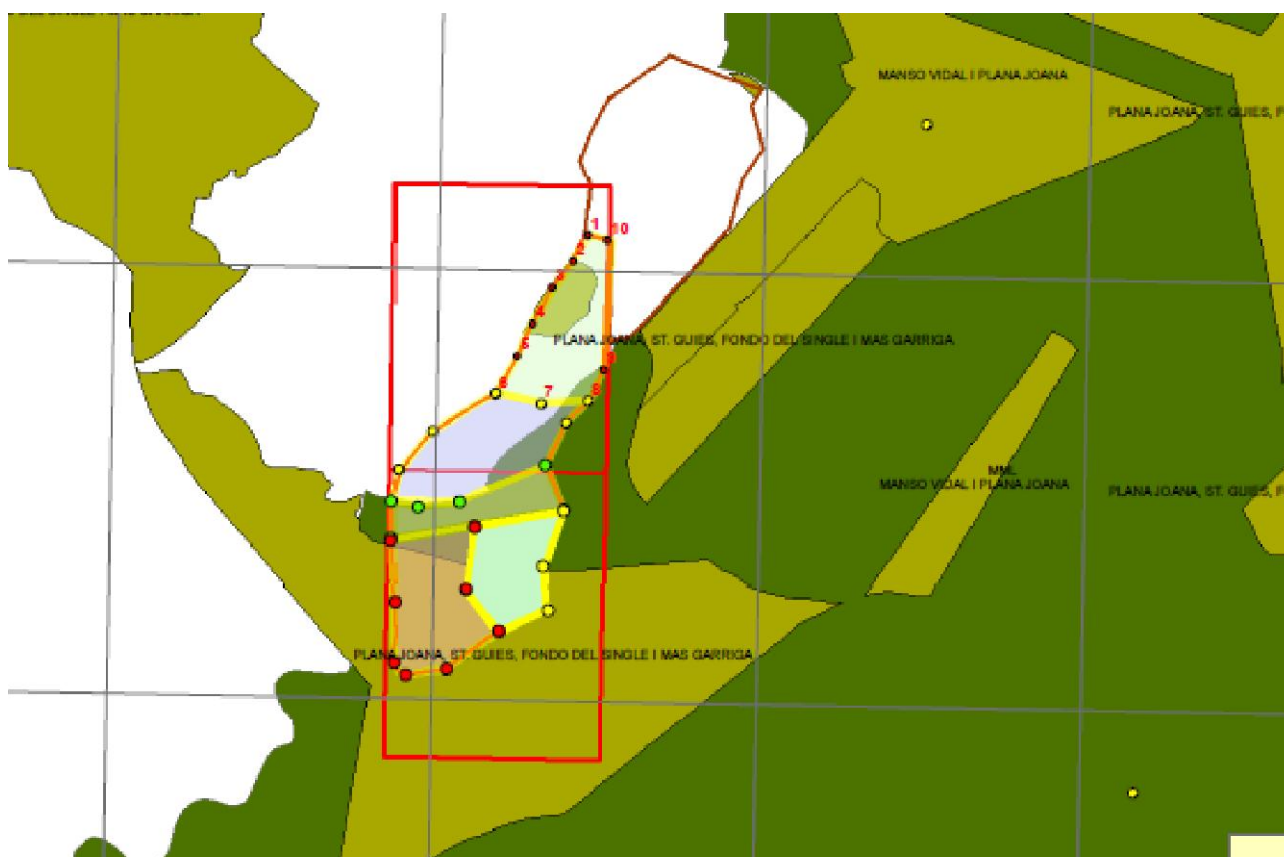 MANSO VIDAL I PLANA JOANA
PLANA JOANA, ST. QUIES, F
1
10
2
3
4
PLANA JOANA, ST. QUIES, FONDO DEL SINGLE I MAS GARRIGA
5
9
6
7
8
MML
MANSO VIDAL I PLANA JOANA
PLANA JOANA, ST. QUIES, F
PLANA JOANA, ST. QUIES, FONDO DEL SINGLE I MAS GARRIGA